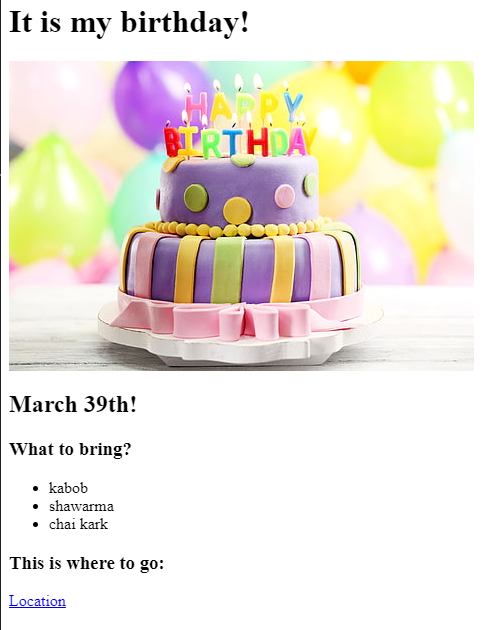 It is my birthday!
HAPPY
BIRTHDAY
March 39th!
What to bring?
kabob
shawarma
chai kark
This is where to go:
Location